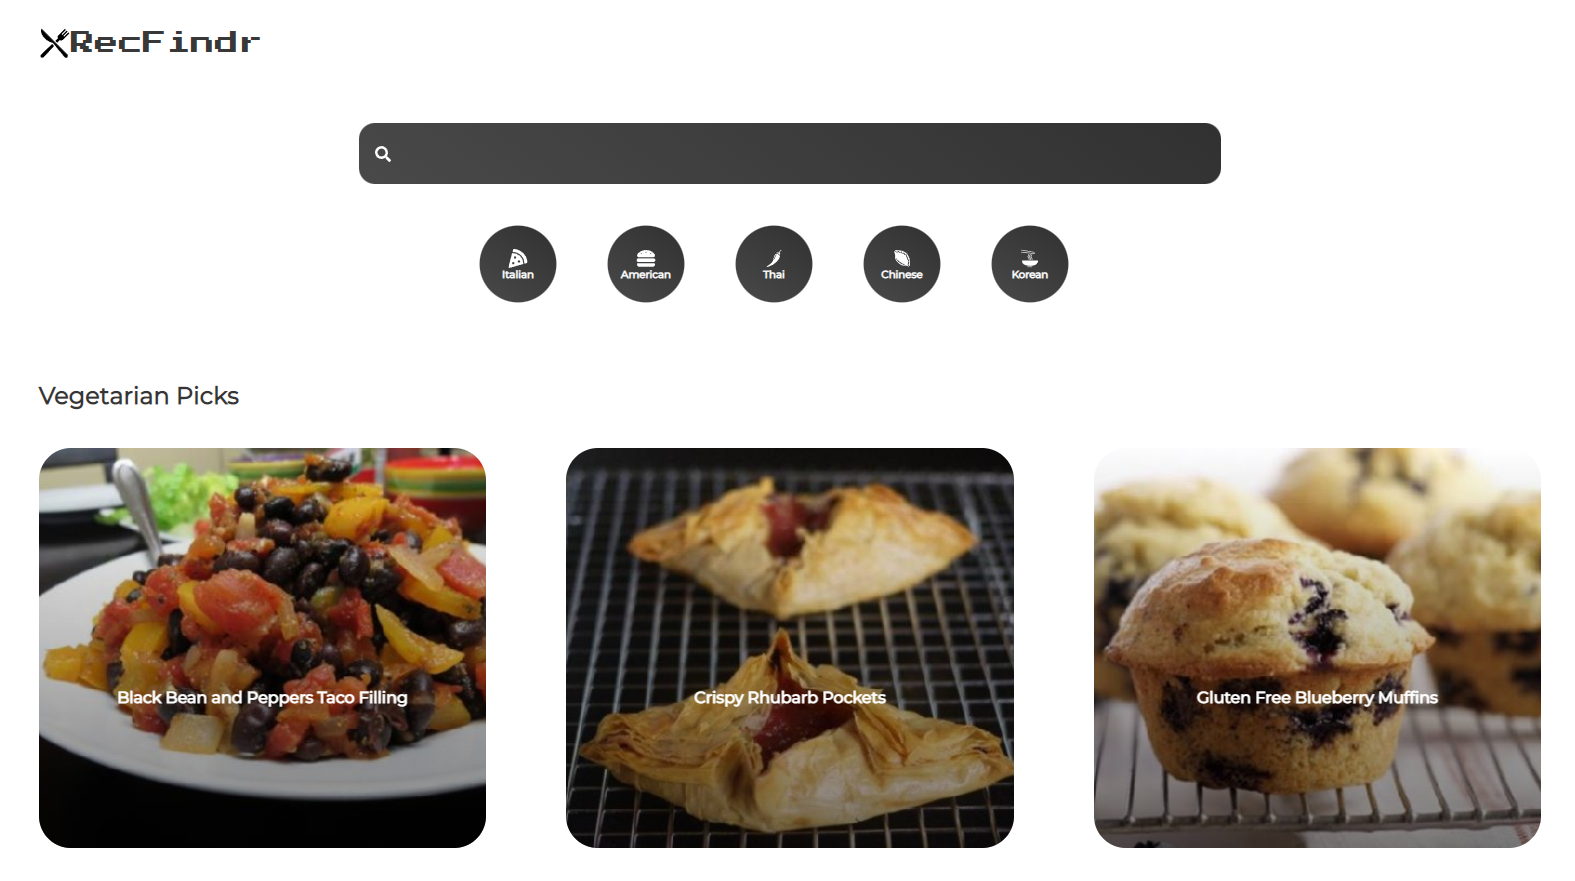 RecFindr
Italian
American
Thai
Chinese
Korean
Vegetarian Picks
Black Bean and Peppers Taco Filling
Crispy Rhubarb Pockets
Gluten Free Blueberry Muffins